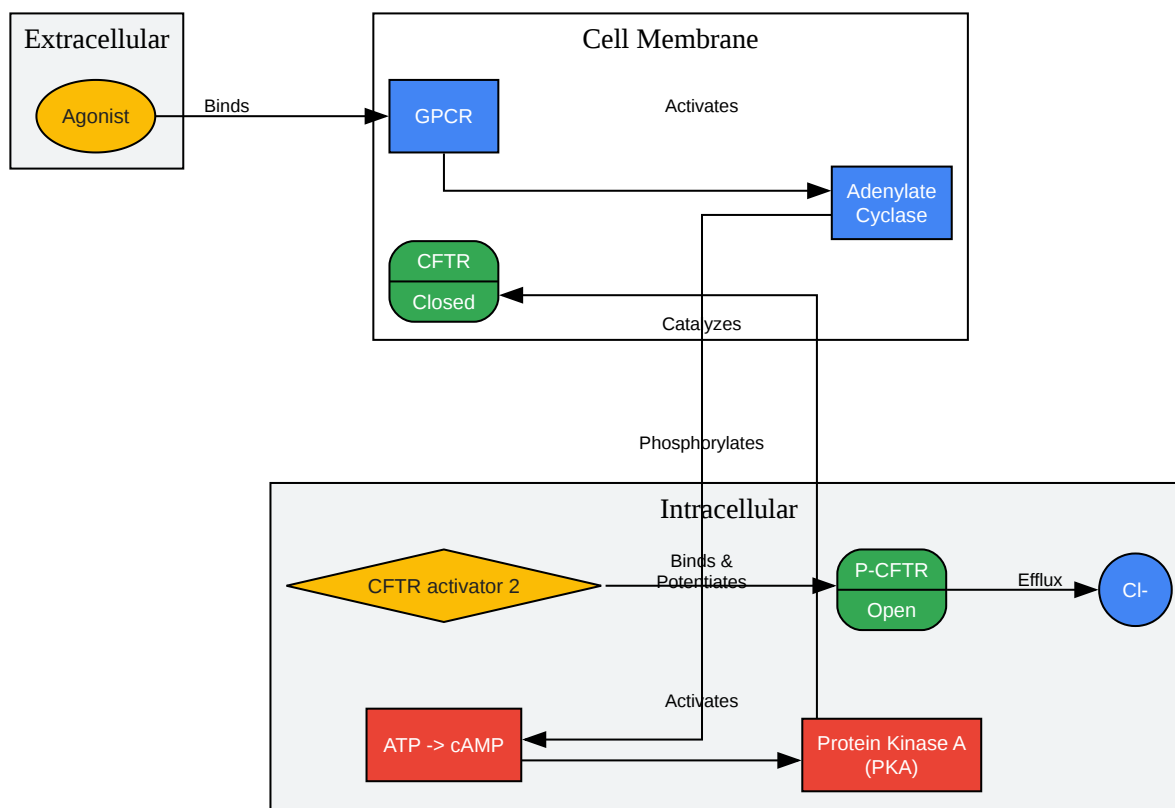 Extracellular
Cell Membrane
Agonist
Binds
GPCR
Activates
Adenylate
Cyclase
CFTR
Closed
Catalyzes
Phosphorylates
Intracellular
CFTR activator 2
Binds &
Potentiates
P-CFTR
Open
Efflux
Cl-
Activates
ATP -> cAMP
Protein Kinase A
(PKA)